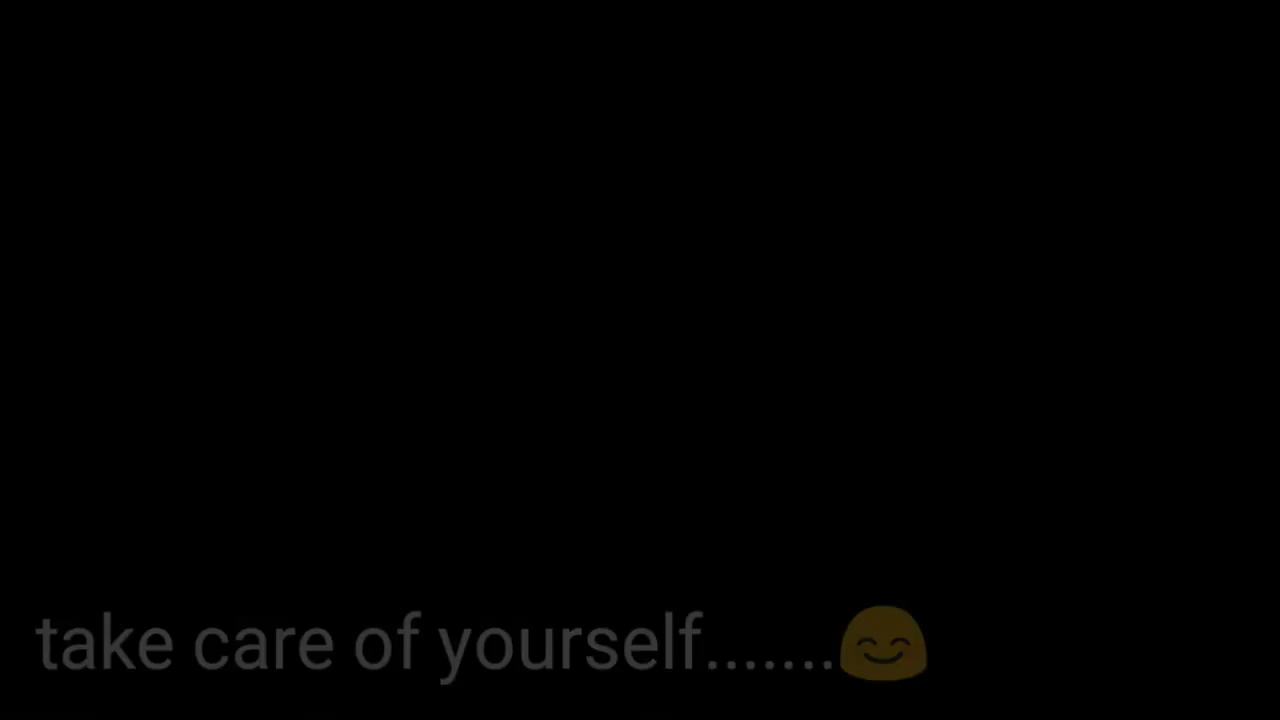 take care of yourself.......😊